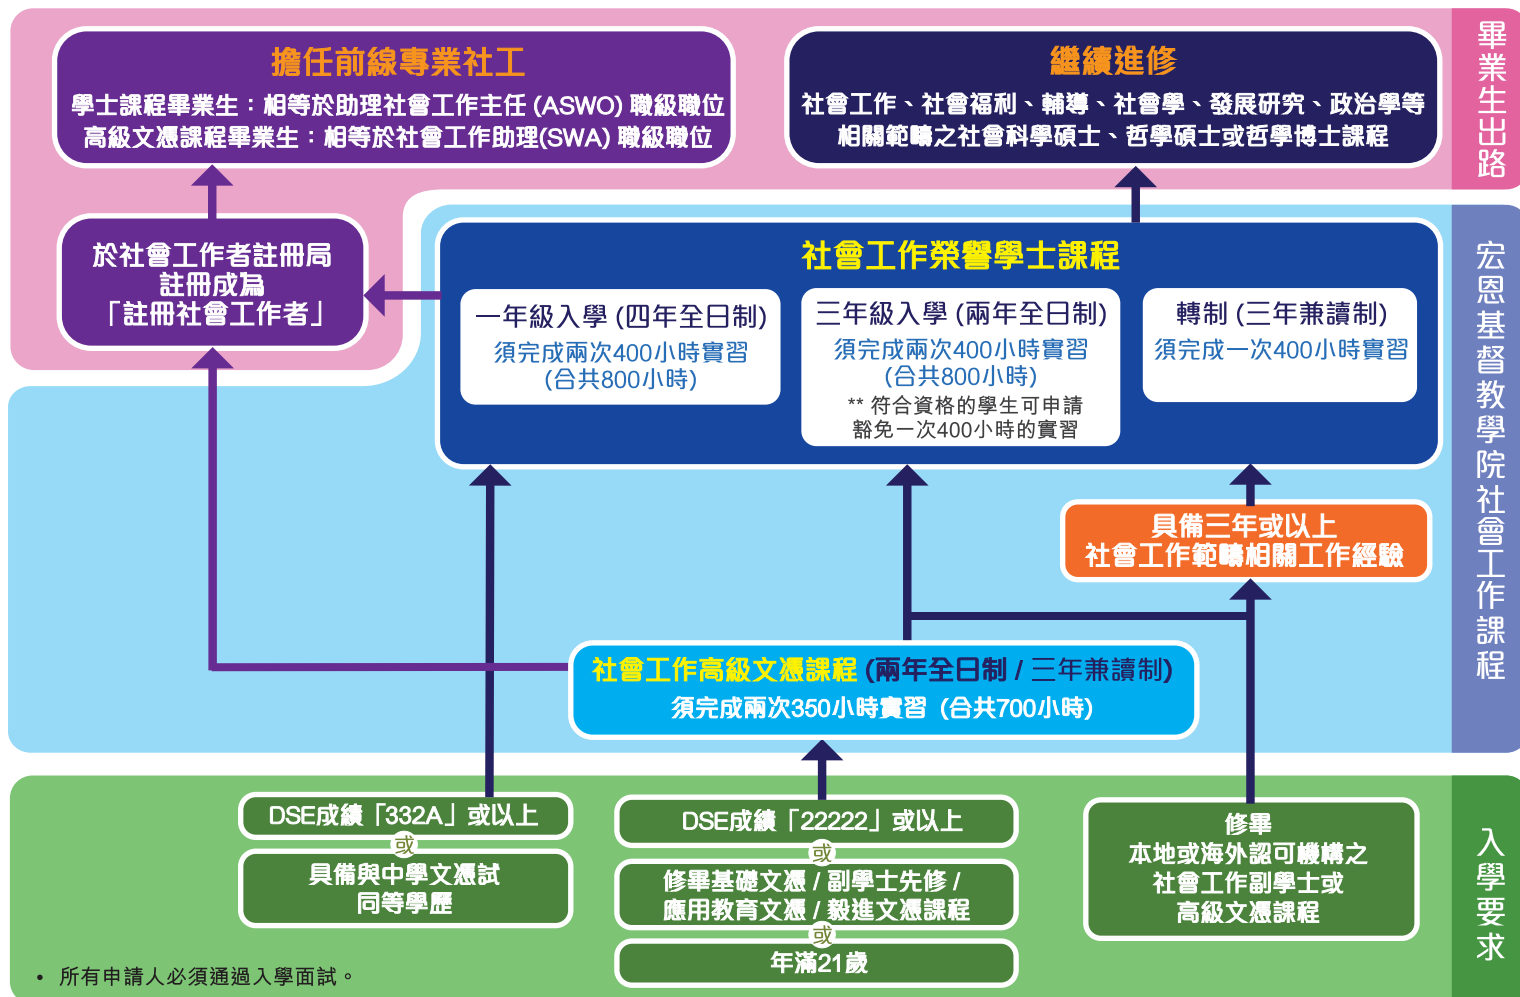 擔任前線專業社工
學士課程畢業生：相等於助理社會工作主任 (ASWO) 職級職位
高級文憑課程畢業生：相等於社會工作助理(SWA) 職級職位
繼續進修
社會工作、社會福利、輔導、社會學、發展研究、政治學等
相關範疇之社會科學碩士、哲學碩士或哲學博士課程
畢業生出路
於社會工作者註冊局
註冊成為
「註冊社會工作者」
社會工作榮譽學士課程
一年級入學 (四年全日制)
須完成兩次400小時實習
(合共800小時)
三年級入學 (兩年全日制)
須完成兩次400小時實習
(合共800小時)
** 符合資格的學生可申請
豁免一次400小時的實習
轉制 (三年兼讀制)
須完成一次400小時實習
宏恩基督教學院社會工作課程
具備三年或以上
社會工作範疇相關工作經驗
社會工作高級文憑課程 (兩年全日制 / 三年兼讀制)
須完成兩次350小時實習 (合共700小時)
DSE成績「332A」或以上
或
具備與中學文憑試
同等學歷
DSE成績「22222」或以上
或
修畢基礎文憑 / 副學士先修 /
應用教育文憑 / 毅進文憑課程
或
年滿21歲
修畢
本地或海外認可機構之
社會工作副學士或
高級文憑課程
入學要求
• 所有申請人必須通過入學面試。